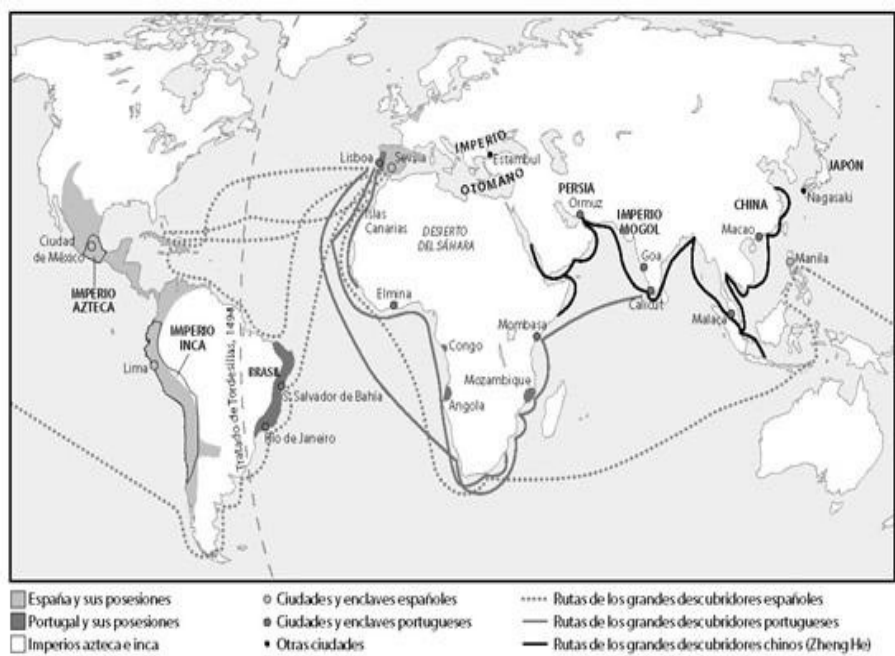 IMPERIO
Lisboa
Sevilla
Estambul
OTOMANO
JAPÓN
PERSIA
Ormuz
CHINA
Nagasaki
Islas
Canarias
DESIERTO
DEL SÁHARA
IMPERIO
MOGOL
Macao
Ciudad
de México
Goa
Manila
IMPERIO
AZTECA
Elmina
Calicut
Malaca
IMPERIO
INCA
Mombasa
Congo
Lima
Tratado de Tordesillas, 1494
BRASIL
S. Salvador de Bahía
Mozambique
Angola
Río de Janeiro
España y sus posesiones
Ciudades y enclaves españoles
Rutas de los grandes descubridores españoles
Portugal y sus posesiones
Ciudades y enclaves portugueses
Rutas de los grandes descubridores portugueses
Imperios azteca e inca
Otras ciudades
Rutas de los grandes descubridores chinos (Zheng He)